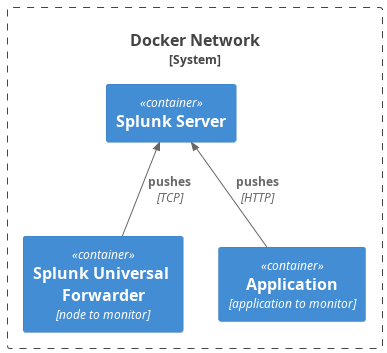 Docker Network
[System]
«container»
Splunk Server
pushes
[TCP]
pushes
[HTTP]
«container»
Splunk Universal
Forwarder
[node to monitor]
«container»
Application
[application to monitor]